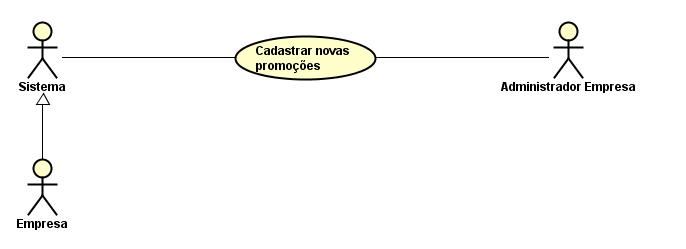 Cadastrar novas
promoções
Sistema
Administrador Empresa
Empresa